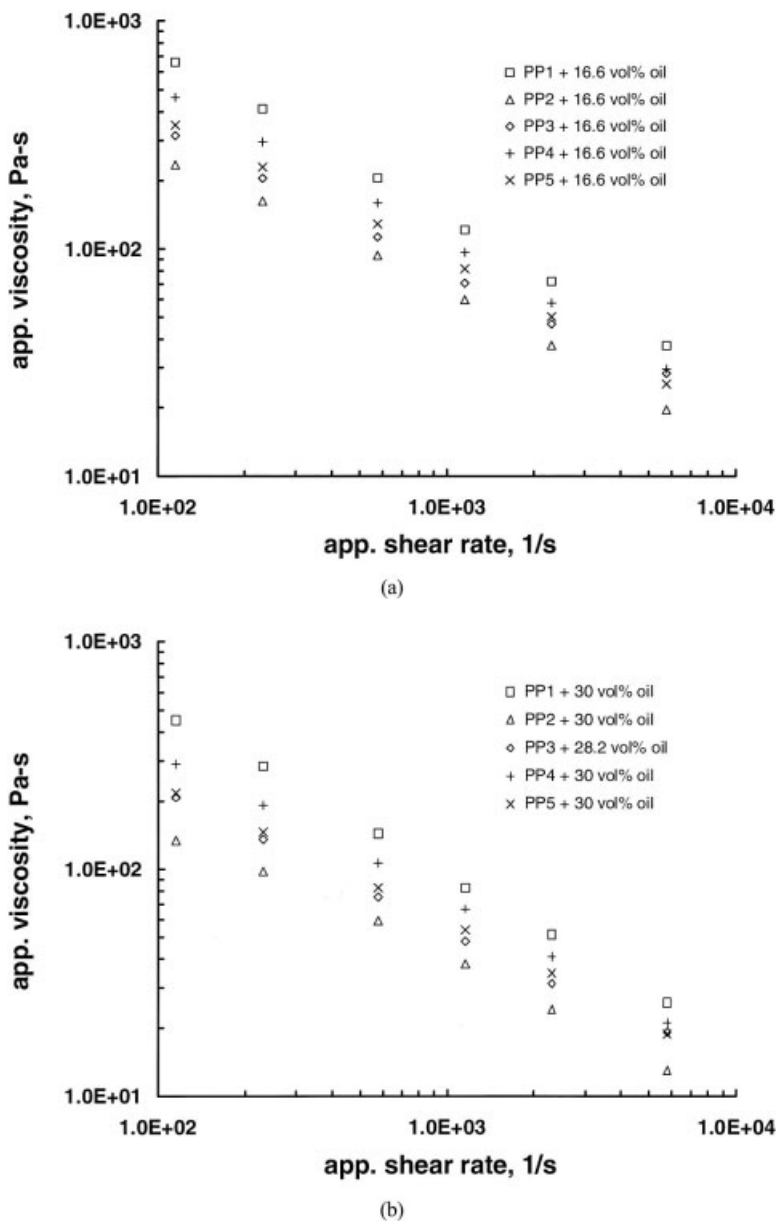 1.0E+03
PP1 + 16.6 vol% oil
PP2 + 16.6 vol% oil
PP3 + 16.6 vol% oil
PP4 + 16.6 vol% oil
PP5 + 16.6 vol% oil
app. viscosity, Pa-s
1.0E+02
1.0E+01
1.0E+02
1.0E+03
1.0E+04
app. shear rate, 1/s
(a)
1.0E+03
PP1 + 30 vol% oil
PP2 + 30 vol% oil
PP3 + 28.2 vol% oil
PP4 + 30 vol% oil
PP5 + 30 vol% oil
app. viscosity, Pa-s
1.0E+02
1.0E+01
1.0E+02
1.0E+03
1.0E+04
app. shear rate, 1/s
(b)